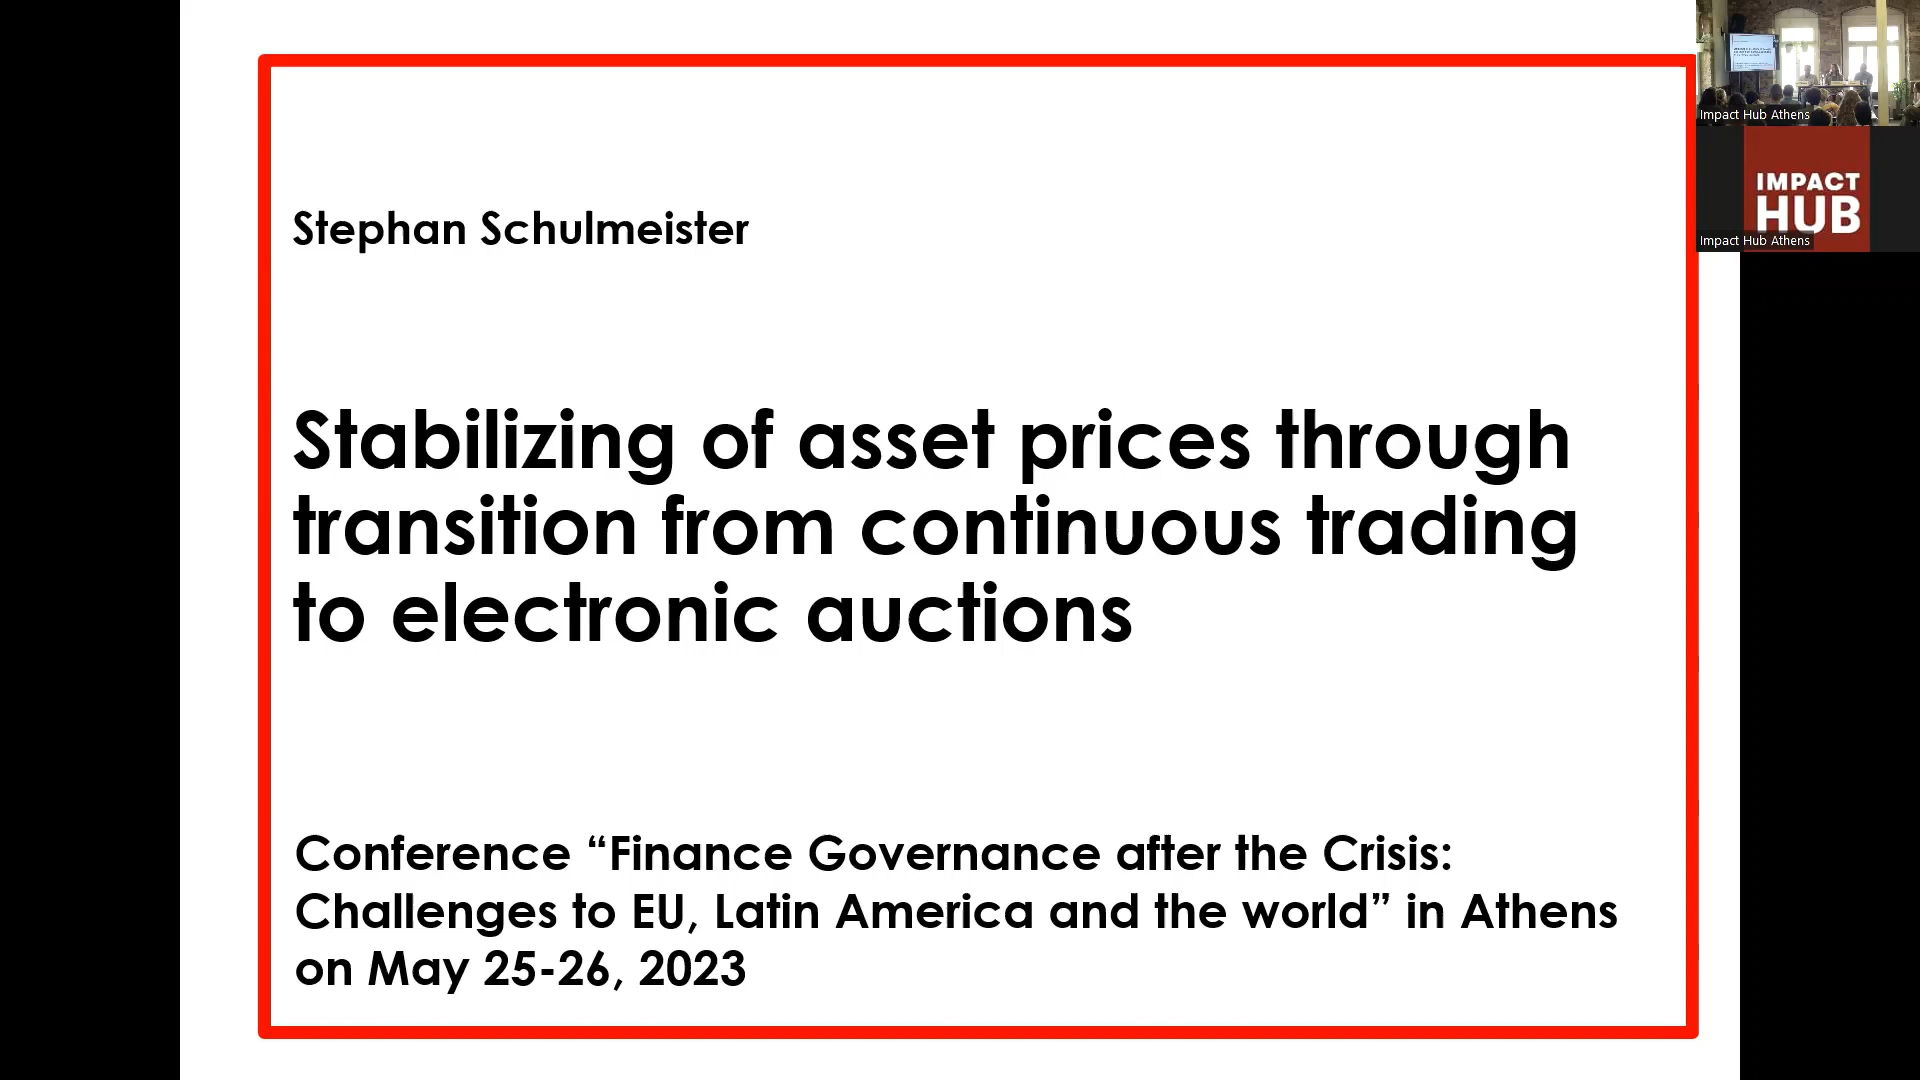 Stephan Schulmeister
Stabilizing of asset prices through
transition from continuous trading
to electronic auctions
Conference “Finance Governance after the Crisis:
Challenges to EU, Latin America and the world” in Athens
on May 25-26, 2023
Impact Hub Athens
IMPACT
HUB
Impact Hub Athens